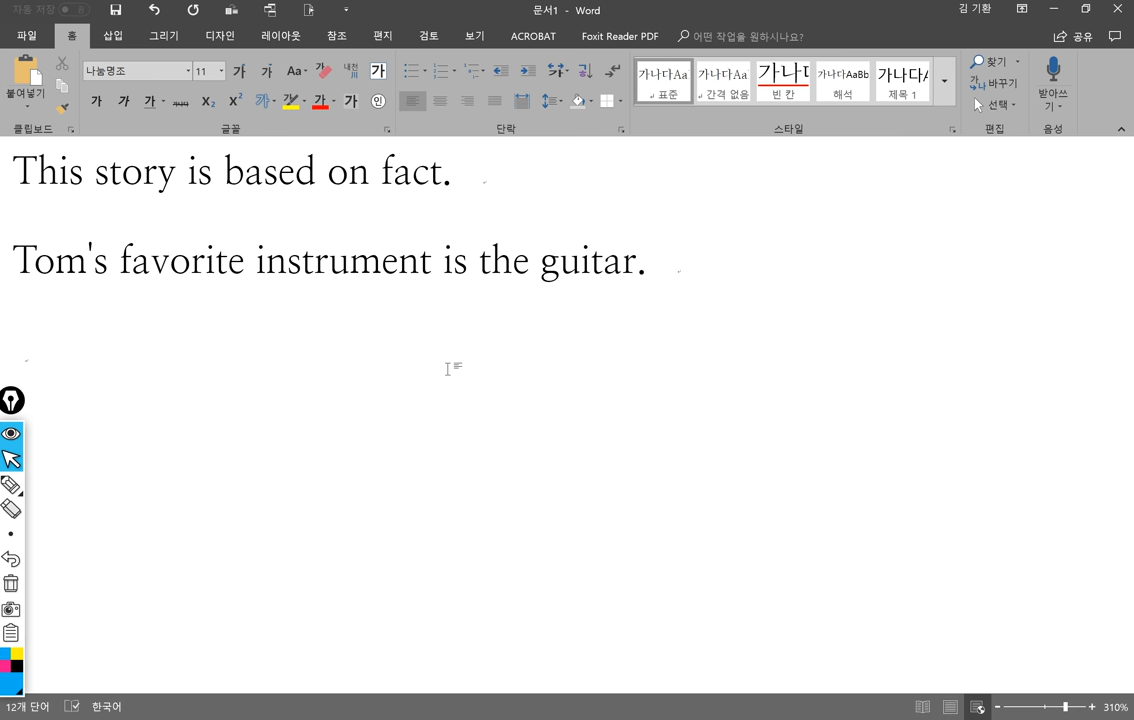 자동 저장
문서1 - Word
김 기환
파일 홈 삽입 그리기 디자인 레이아웃 참조 편지 검토 보기 ACROBAT Foxit Reader PDF 어떤 작업을 원하시나요? 공유
붙여넣기
나눔명조 11
가나다Aa 가나다Aa 가나다 가나다AaBb 가나다A
표준 간격 없음 빈 칸 해석 제목 1
찾기
바꾸기
선택
받아쓰기
클립보드 글꼴 단락 스타일 편집 음성
This story is based on fact.
Tom's favorite instrument is the guitar.
12개 단어 한국어 310%